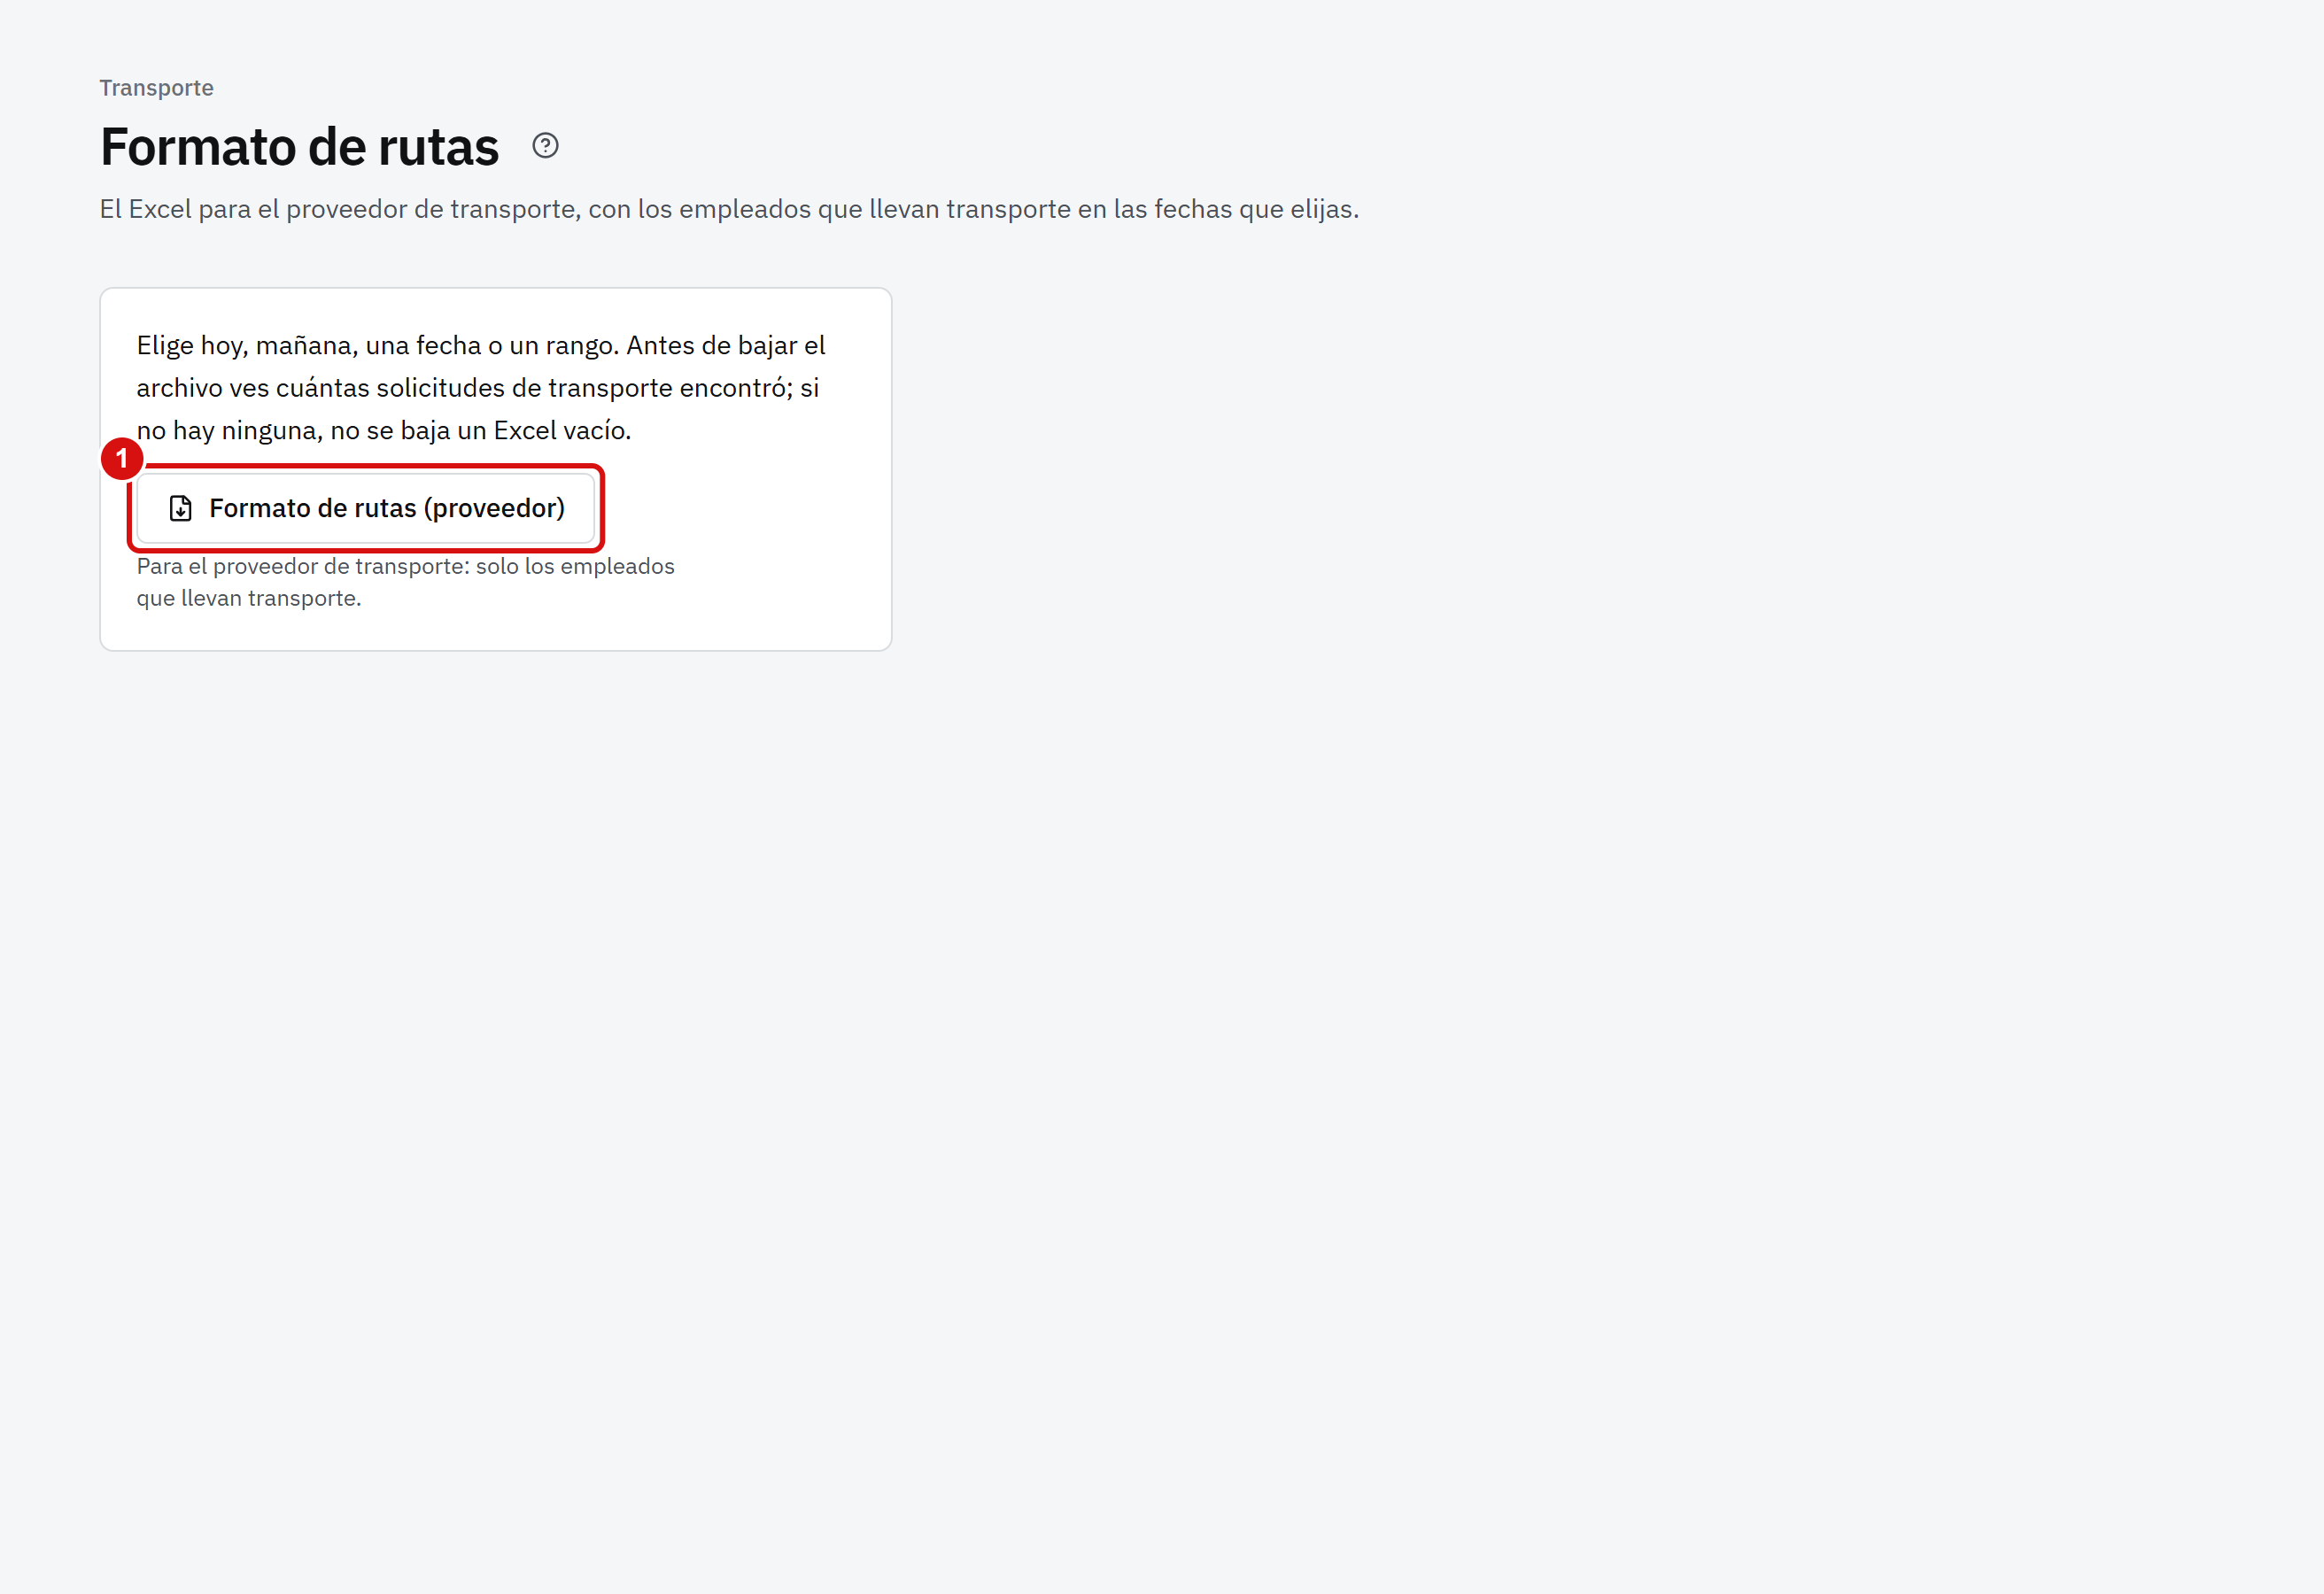 Transporte
Formato de rutas
El Excel para el proveedor de transporte, con los empleados que llevan transporte en las fechas que elijas.
Elige hoy, mañana, una fecha o un rango. Antes de bajar el
archivo ves cuántas solicitudes de transporte encontró; si
no hay ninguna, no se baja un Excel vacío.
1
Formato de rutas (proveedor)
Para el proveedor de transporte: solo los empleados
que llevan transporte.